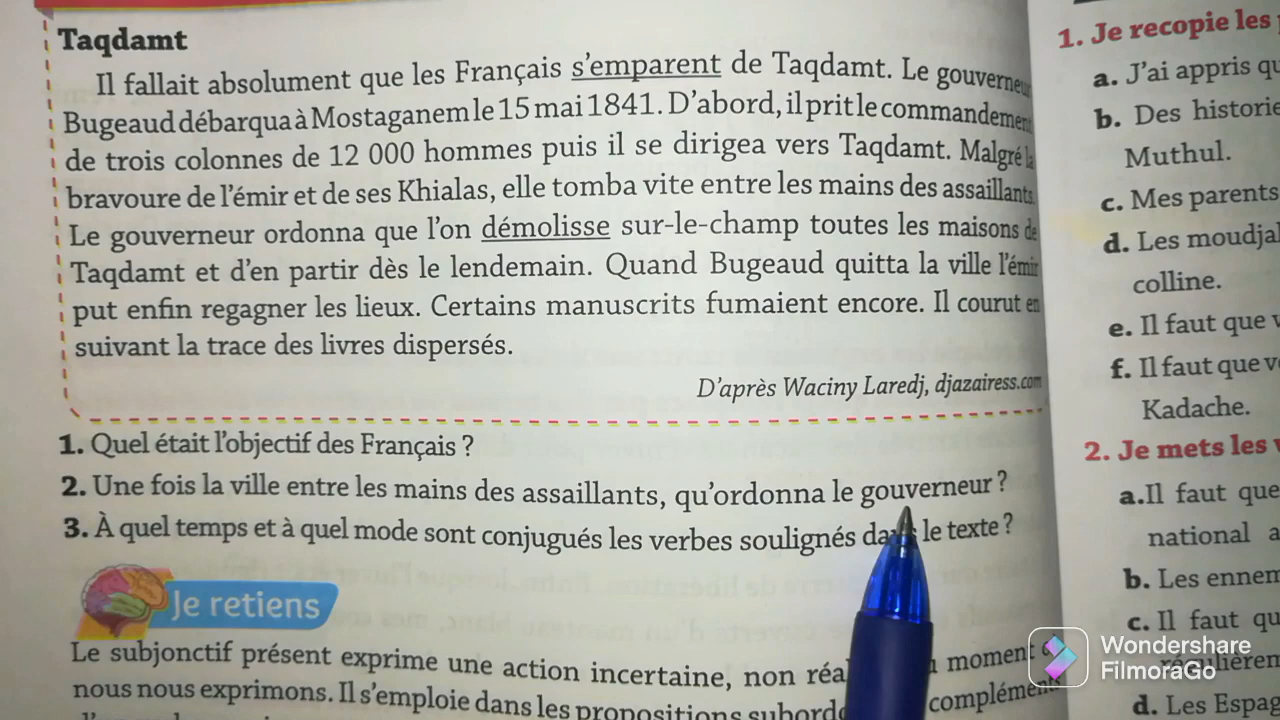 Taqdamt
Il fallait absolument que les Français s'emparent de Taqdamt. Le gouverneur
Bugeaud débarqua à Mostaganem le 15 mai 1841. D'abord, il prit le commandement
de trois colonnes de 12 000 hommes puis il se dirigea vers Taqdamt. Malgré la
bravoure de l'émir et de ses Khialas, elle tomba vite entre les mains des assaillants.
Le gouverneur ordonna que l'on démolisse sur-le-champ toutes les maisons de
Taqdamt et d'en partir dès le lendemain. Quand Bugeaud quitta la ville l'émir
put enfin regagner les lieux. Certains manuscrits fumaient encore. Il courut en
suivant la trace des livres dispersés.
D'après Waciny Laredj, djazairess.com
1. Quel était l'objectif des Français ?
2. Une fois la ville entre les mains des assaillants, qu'ordonna le gouverneur ?
3. À quel temps et à quel mode sont conjugués les verbes soulignés dans le texte ?
Je retiens
Le subjonctif présent exprime une action incertaine, non moment
nous nous exprimons. Il s'emploie dans les propositions
1. Je recopie les
a. J'ai appris
b. Des
Muthul.
c. Mes parents
d. Les
colline.
e. Il faut que
f. Il faut que
Kadache.
2. Je mets les
a.Il faut que
national a
b. Les
c. Il faut
d. Les
Wondershare
FilmoraGo